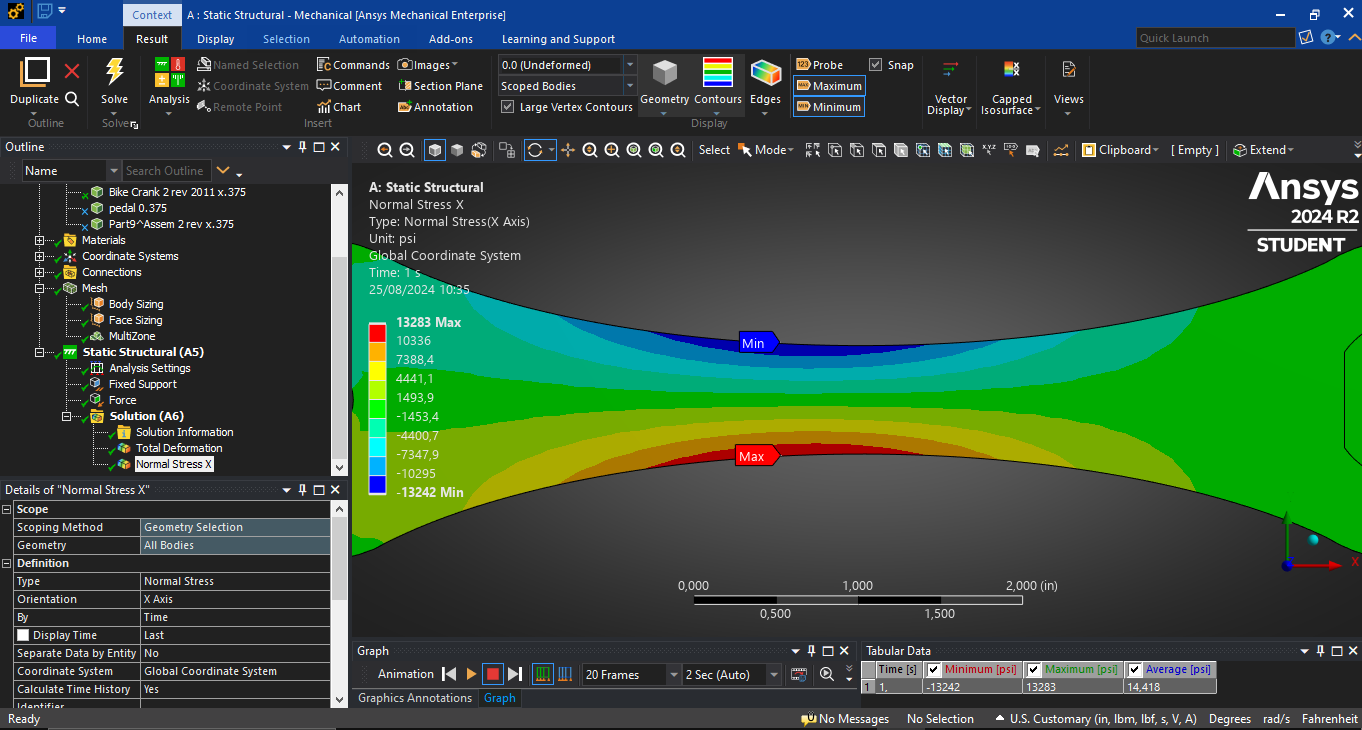 Context A : Static Structural - Mechanical [Ansys Mechanical Enterprise]
File Home Result Display Selection Automation Add-ons Learning and Support Quick Launch
Duplicate
Outline
Solve
Solver
Analysis
Named Selection
Coordinate System
Remote Point
Commands
Comment
Chart
Images
Section Plane
Annotation
Insert
0.0 (Undeformed)
Scoped Bodies
Large Vertex Contours
Geometry
Contours
Edges
Display
Probe
Maximum
Minimum
Snap
Vector
Display
Capped
Isosurface
Views
Select Mode Clipboard [ Empty ] Extend
Outline
Name Search Outline
Bike Crank 2 rev 2011 x.375
pedal 0.375
Part9^Assem 2 rev x.375
Materials
Coordinate Systems
Connections
Mesh
Body Sizing
Face Sizing
MultiZone
Static Structural (A5)
Analysis Settings
Fixed Support
Force
Solution (A6)
Solution Information
Total Deformation
Normal Stress X
Details of "Normal Stress X"
Scope
Scoping Method Geometry Selection
Geometry All Bodies
Definition
Type Normal Stress
Orientation X Axis
By Time
Display Time Last
Separate Data by Entity No
Coordinate System Global Coordinate System
Calculate Time History Yes
Identifier
A: Static Structural
Normal Stress X
Type: Normal Stress(X Axis)
Unit: psi
Global Coordinate System
Time: 1 s
25/08/2024 10:35
13283 Max
10336
7388,4
4441,1
1493,9
-1453,4
-4400,7
-7347,9
-10295
-13242 Min
Min
Max
Ansys
2024 R2
STUDENT
X
0,000 1,000 2,000 (in)
0,500 1,500
Graph
Animation 20 Frames 2 Sec (Auto)
Graphics Annotations Graph
Tabular Data
Time [s] Minimum [psi] Maximum [psi] Average [psi]
1 1, -13242 13283 14,418
Ready No Messages No Selection U.S. Customary (in, lbm, lbf, s, V, A) Degrees rad/s Fahrenheit